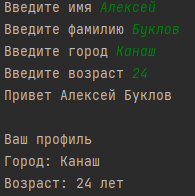 Введите имя Алексей
Введите фамилию Буклов
Введите город Канаш
Введите возраст 24
Привет Алексей Буклов
Ваш профиль
Город: Канаш
Возраст: 24 лет